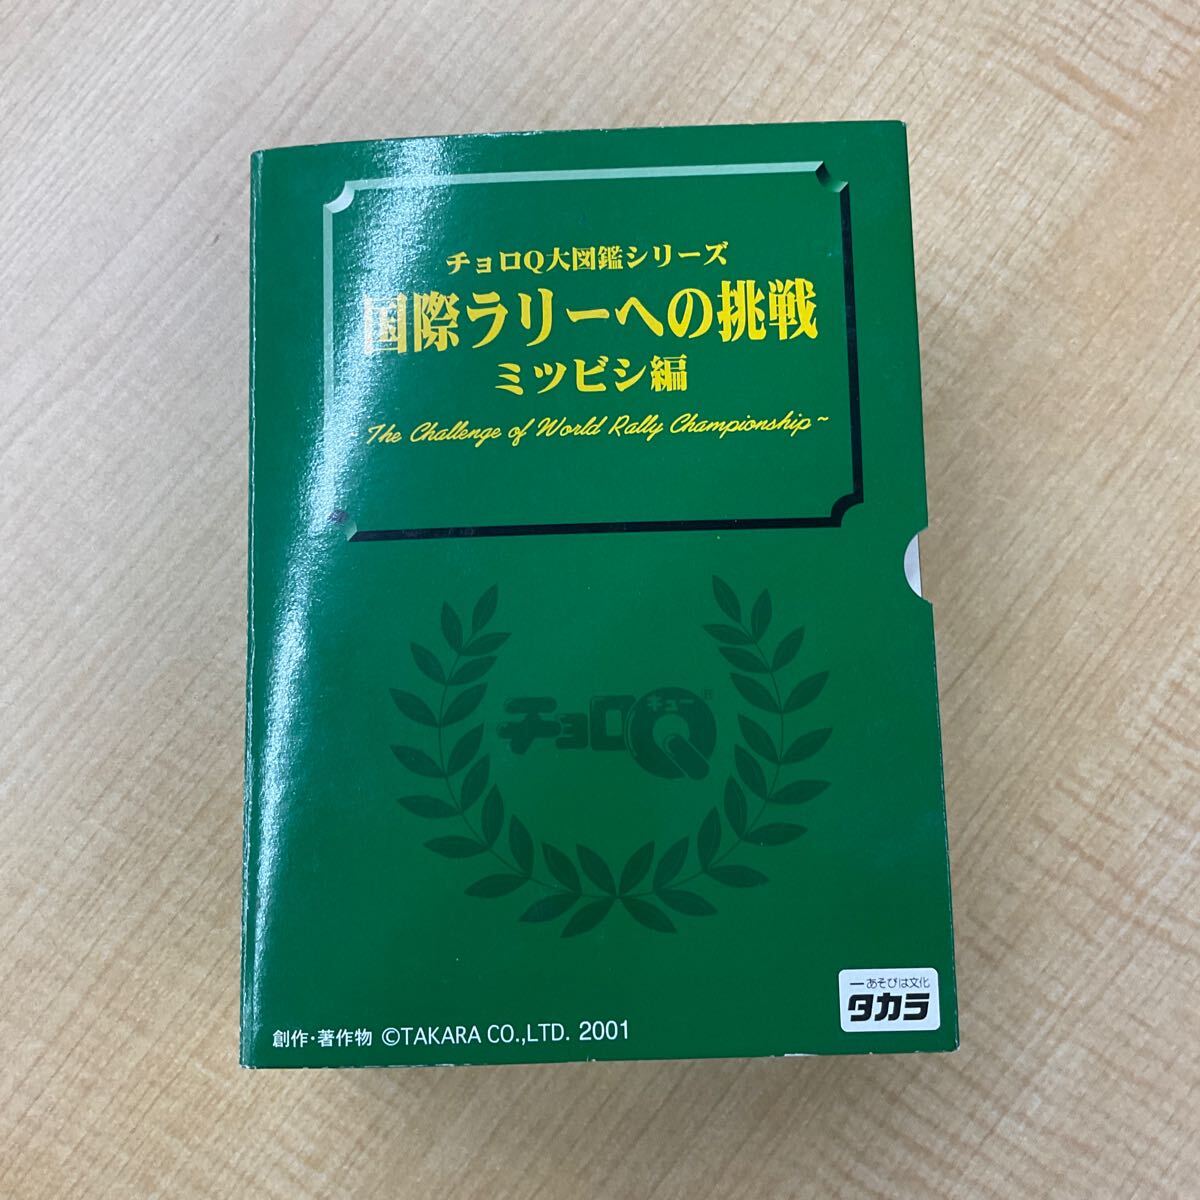 チョロQ大図鑑シリーズ
国際ラリーへの挑戦
ミツビシ編
The Challenge of World Rally Championship~
チョロQ®
キュー
あそびは文化
タカラ
創作・著作物 ©TAKARA CO.,LTD. 2001